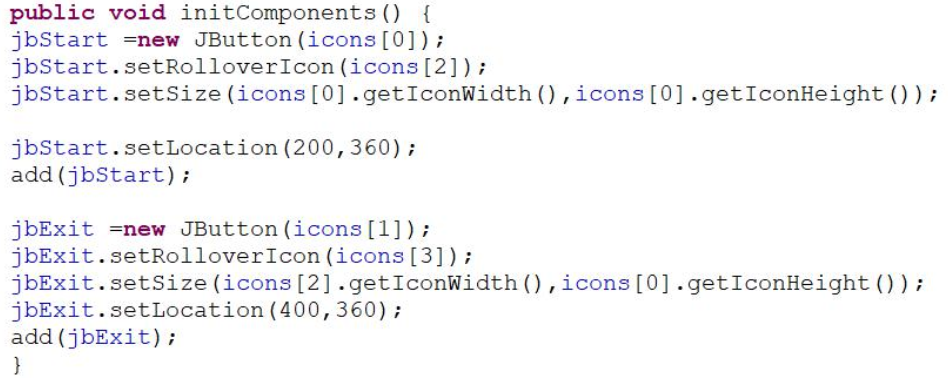 public void initComponents() {
jbStart =new JButton(icons[0]);
jbStart.setRolloverIcon(icons[2]);
jbStart.setSize(icons[0].getIconWidth(),icons[0].getIconHeight());
jbStart.setLocation(200,360);
add(jbStart);
jbExit =new JButton(icons[1]);
jbExit.setRolloverIcon(icons[3]);
jbExit.setSize(icons[2].getIconWidth(),icons[0].getIconHeight());
jbExit.setLocation(400,360);
add(jbExit);
}